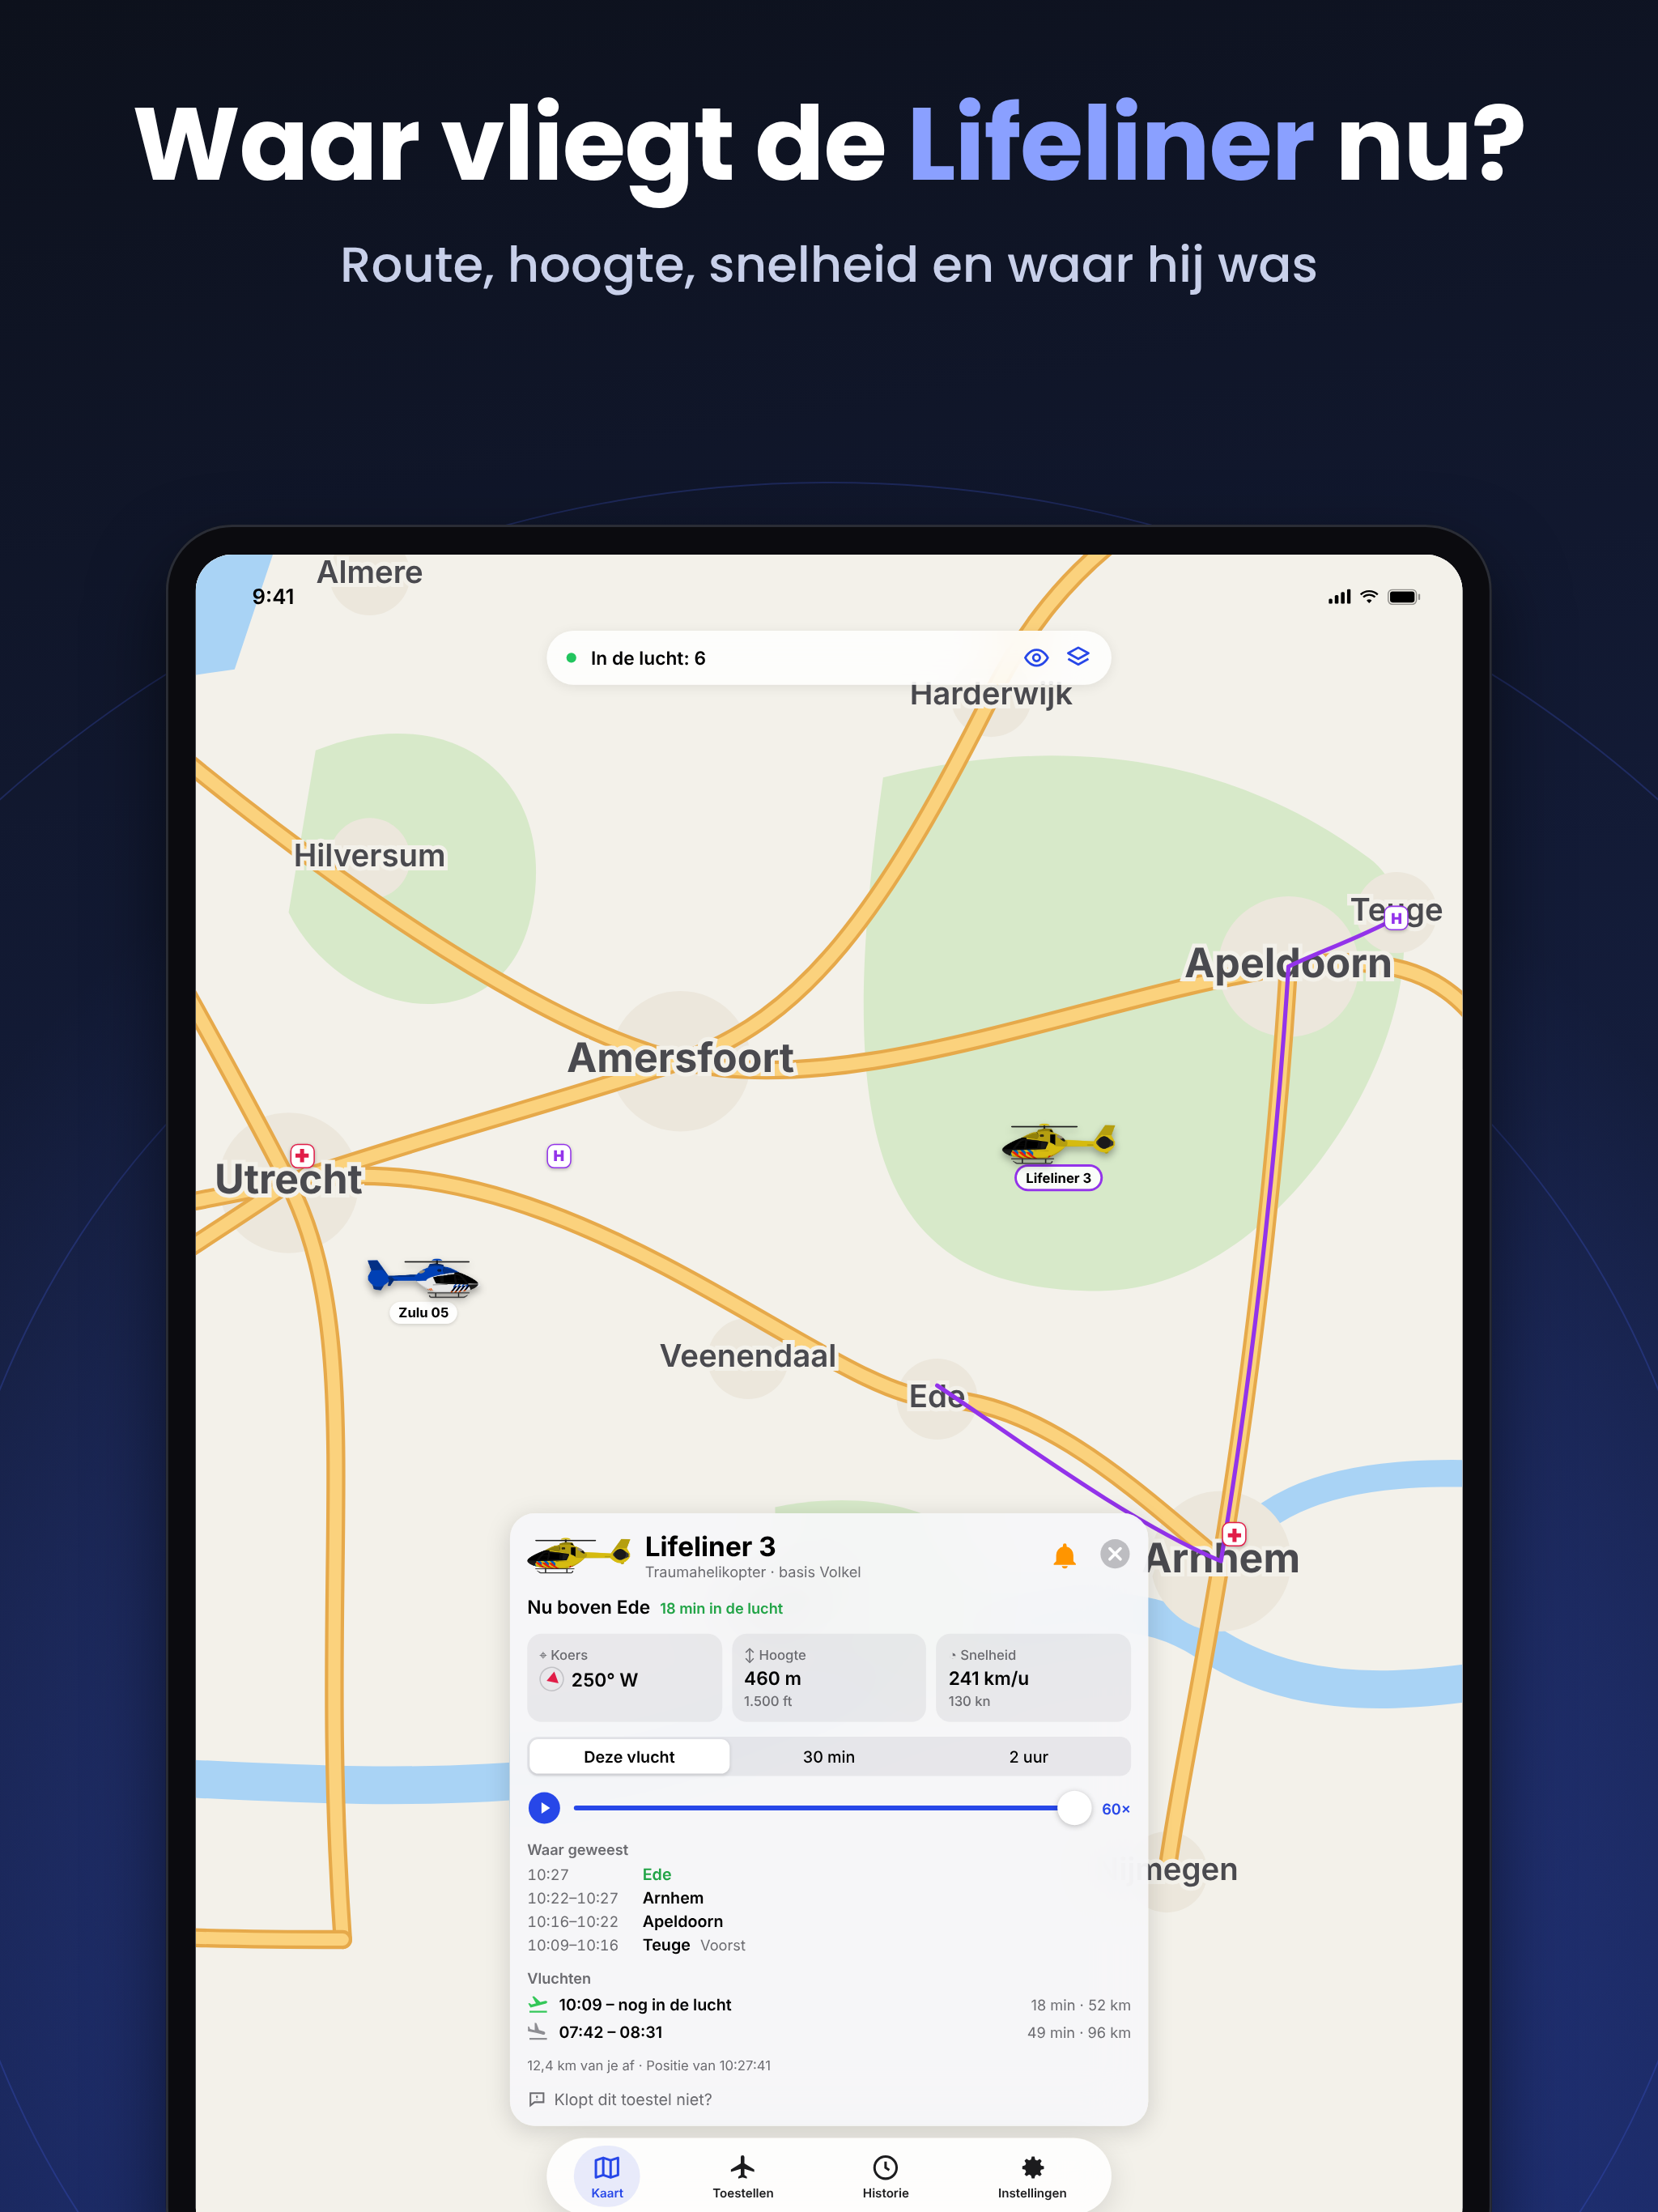 Waar vliegt de Lifeliner nu?
Route, hoogte, snelheid en waar hij was
Almere
9:41
In de lucht: 6
Harderwijk
Hilversum
Teuge
H
Apeldoorn
Amersfoort
H
Utrecht
Lifeliner 3
Zulu 05
Veenendaal
Ede
Arnhem
Lifeliner 3
Traumahelikopter · basis Volkel
Nu boven Ede 18 min in de lucht
Koers
250° W
Hoogte
460 m
1.500 ft
Snelheid
241 km/u
130 kn
Deze vlucht 30 min 2 uur
60×
Waar geweest
10:27 Ede
10:22–10:27 Arnhem
10:16–10:22 Apeldoorn
10:09–10:16 Teuge Voorst
Vluchten
10:09 – nog in de lucht 18 min · 52 km
07:42 – 08:31 49 min · 96 km
12,4 km van je af · Positie van 10:27:41
Klopt dit toestel niet?
Kaart Toestellen Historie Instellingen